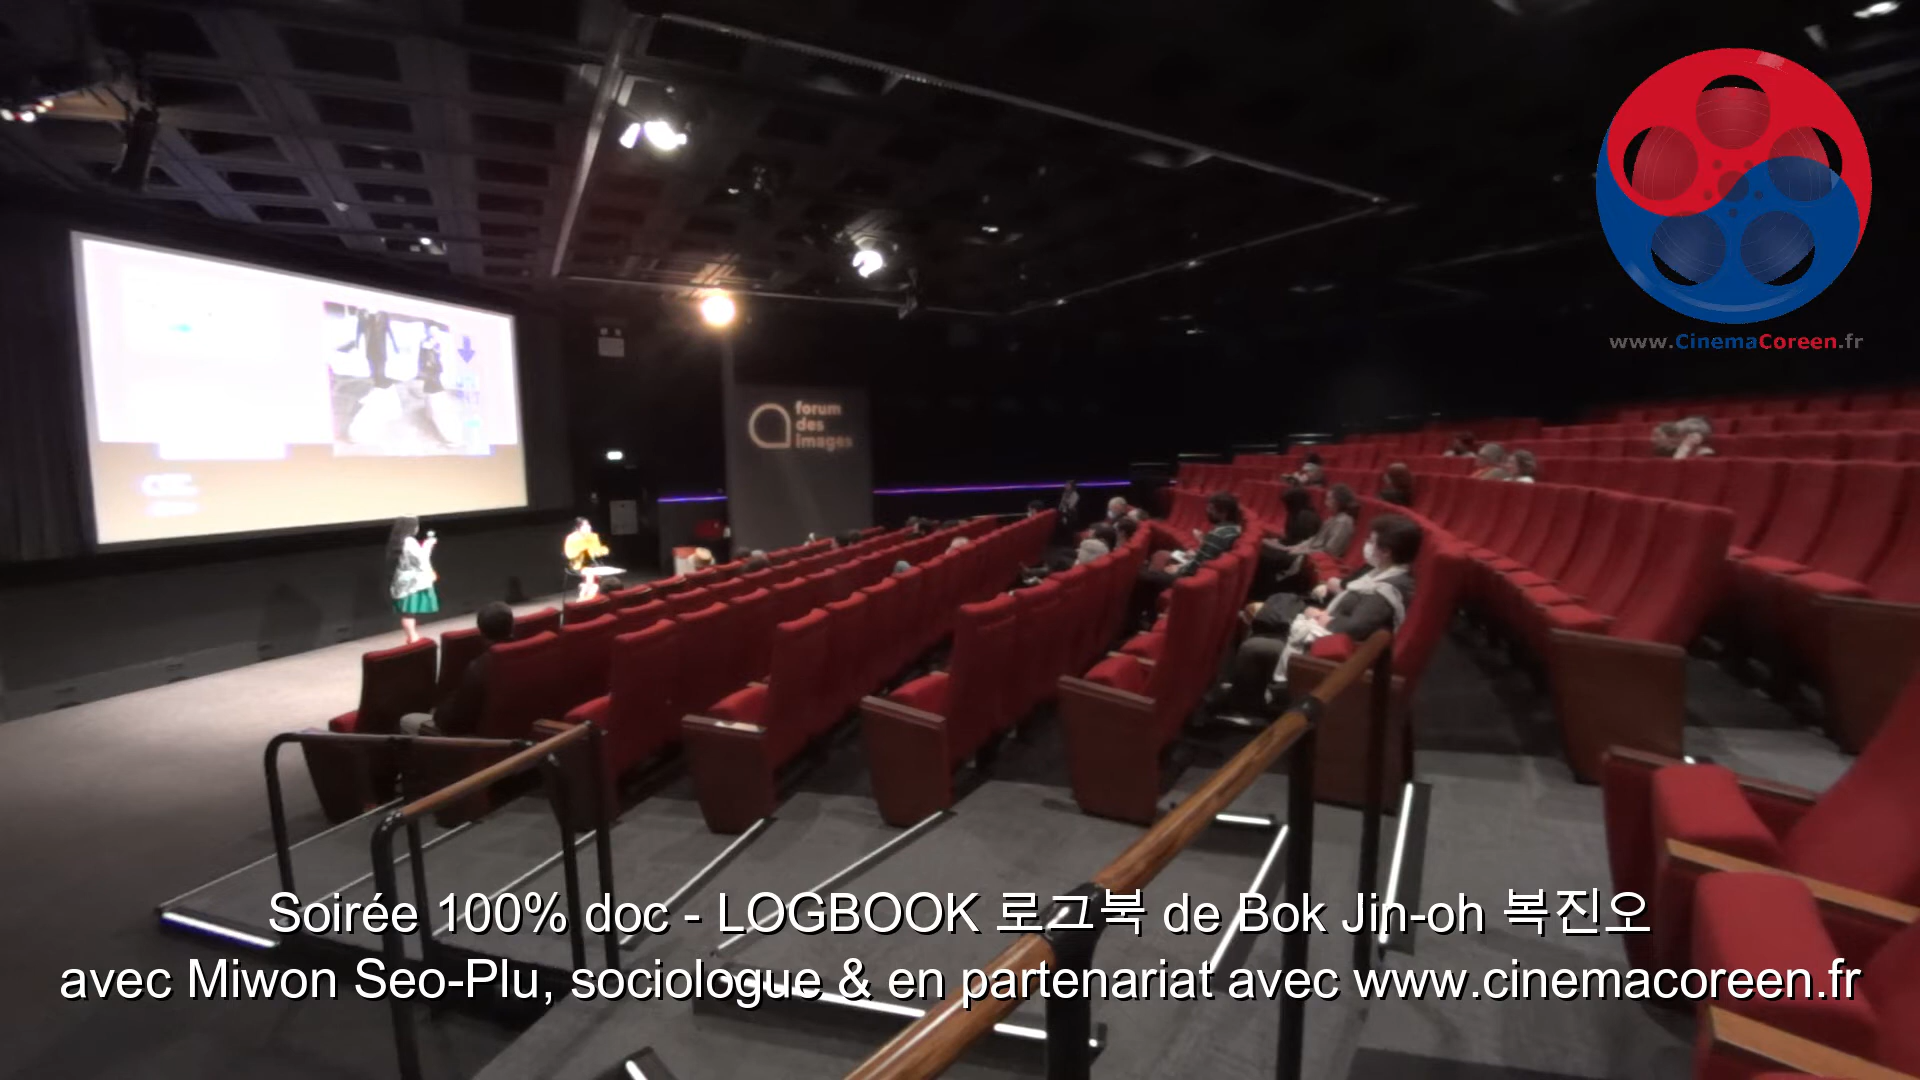 www.CinemaCoreen.fr
forum
des
images
Soirée 100% doc - LOGBOOK 로그북 de Bok Jin-oh 복진오
avec Miwon Seo-Plu, sociologue & en partenariat avec www.cinemacoreen.fr